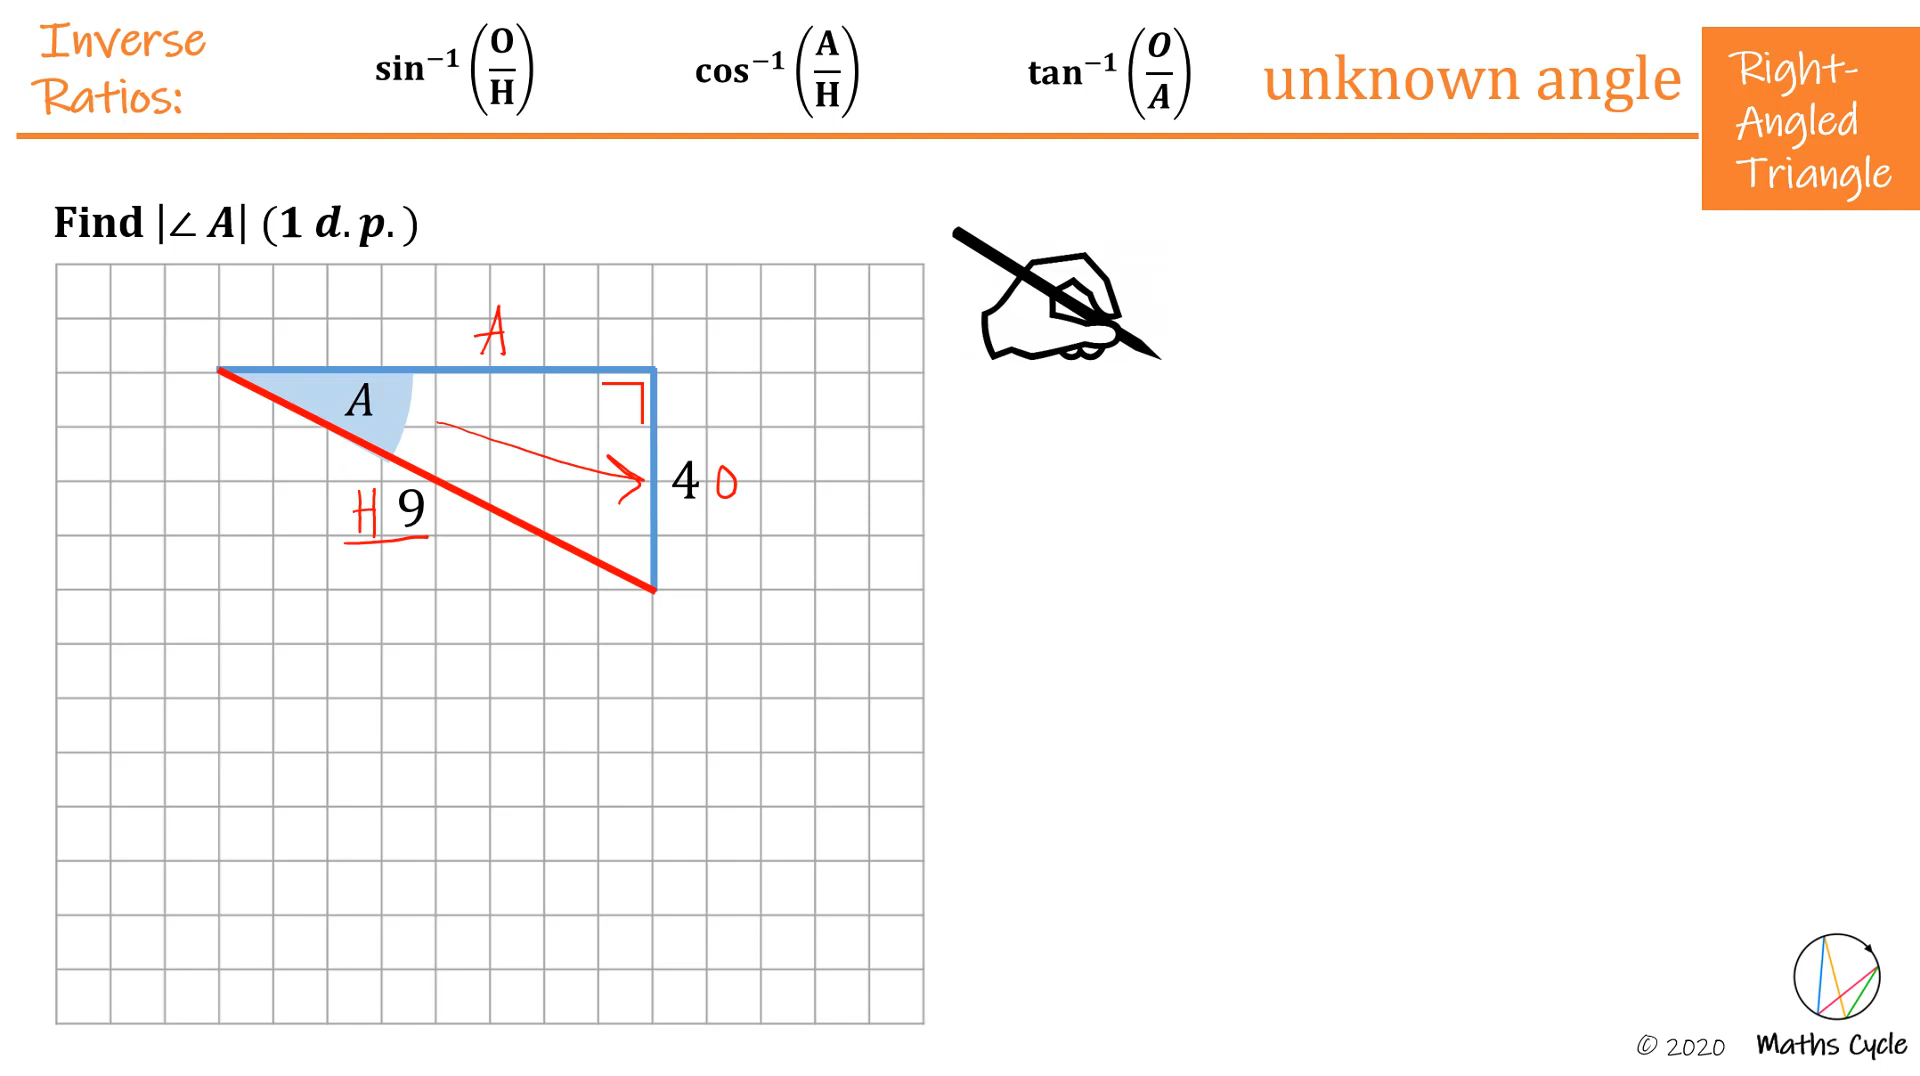 Inverse
Ratios:
sin⁻¹(O/H)
cos⁻¹(A/H)
tan⁻¹(O/A)
unknown angle
Right-
Angled
Triangle
Find |∠ A| (1 d.p.)
A
A
4 O
H 9
© 2020
Maths Cycle